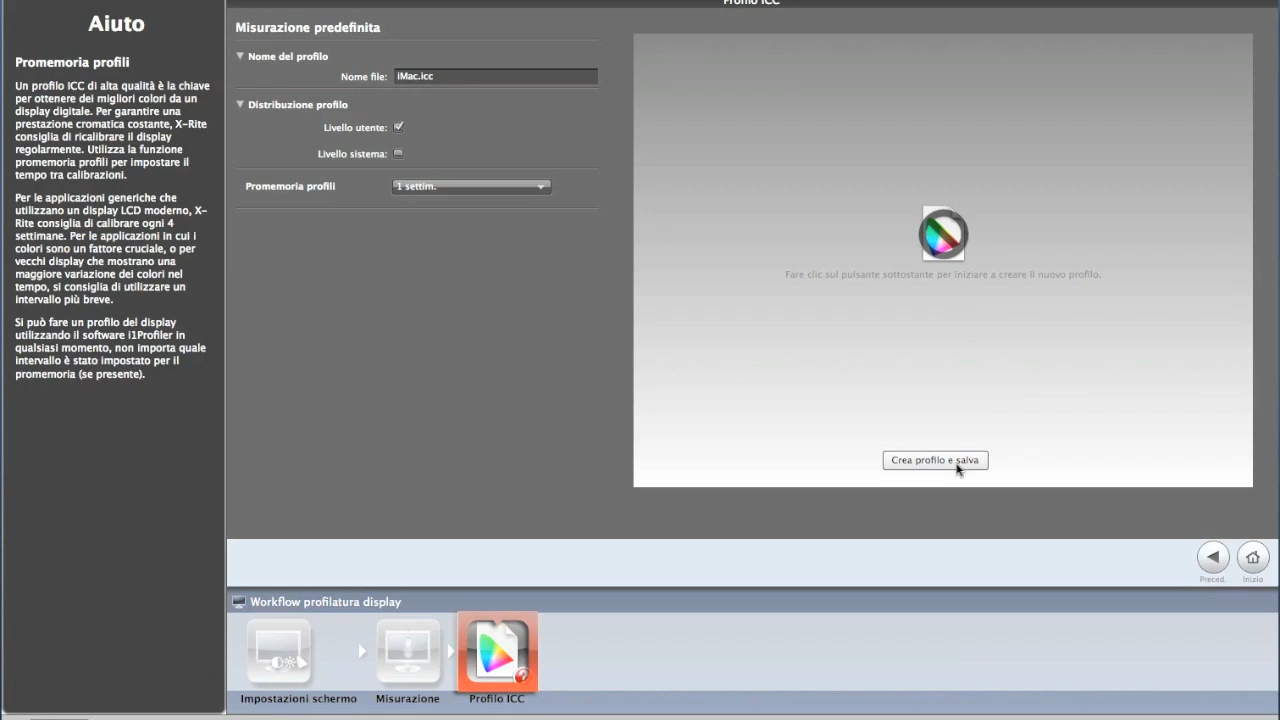 Profilo ICC
Aiuto
Promemoria profili
Un profilo ICC di alta qualità è la chiave
per ottenere dei migliori colori da un
display digitale. Per garantire una
prestazione cromatica costante, X-Rite
consiglia di ricalibrare il display
regolarmente. Utilizza la funzione
promemoria profili per impostare il
tempo tra calibrazioni.
Per le applicazioni generiche che
utilizzano un display LCD moderno, X-
Rite consiglia di calibrare ogni 4
settimane. Per le applicazioni in cui i
colori sono un fattore cruciale, o per
vecchi display che mostrano una
maggiore variazione dei colori nel
tempo, si consiglia di utilizzare un
intervallo più breve.
Si può fare un profilo del display
utilizzando il software i1Profiler in
qualsiasi momento, non importa quale
intervallo è stato impostato per il
promemoria (se presente).
Misurazione predefinita
Nome del profilo
Nome file: iMac.icc
Distribuzione profilo
Livello utente:
Livello sistema:
Promemoria profili 1 settim.
Fare clic sul pulsante sottostante per iniziare a creare il nuovo profilo.
Crea profilo e salva
Preced. Inizio
Workflow profilatura display
Impostazioni schermo Misurazione Profilo ICC